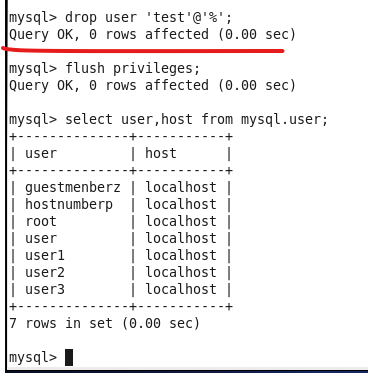 mysql> drop user 'test'@'%';
Query OK, 0 rows affected (0.00 sec)
mysql> flush privileges;
Query OK, 0 rows affected (0.00 sec)
mysql> select user,host from mysql.user;
+--------------+-----------+
| user         | host      |
+--------------+-----------+
| guestmenberz | localhost |
| hostnumberp  | localhost |
| root         | localhost |
| user         | localhost |
| user1        | localhost |
| user2        | localhost |
| user3        | localhost |
+--------------+-----------+
7 rows in set (0.00 sec)
mysql>